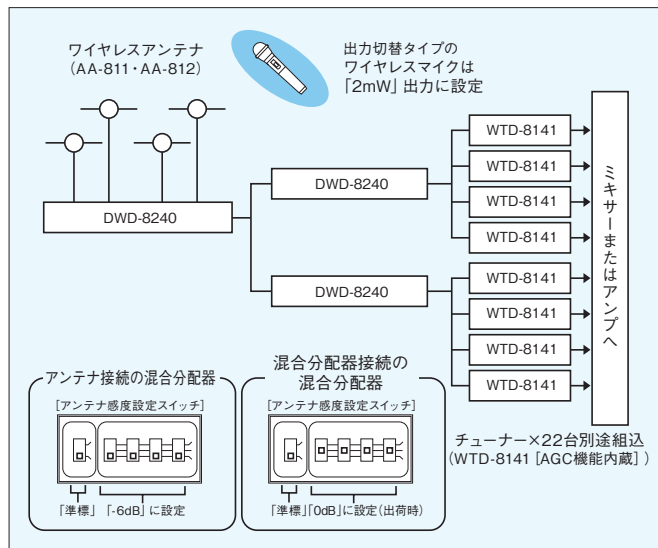 ワイヤレスアンテナ
(AA-811・AA-812)
出力切替タイプの
ワイヤレスマイクは
「2mW」出力に設定
DWD-8240
DWD-8240
DWD-8240
WTD-8141
WTD-8141
WTD-8141
WTD-8141
WTD-8141
WTD-8141
WTD-8141
WTD-8141
ミキサーまたはアンプへ
アンテナ接続の混合分配器
[アンテナ感度設定スイッチ]
「準標」「-6dB」に設定
混合分配器接続の
混合分配器
[アンテナ感度設定スイッチ]
「準標」「0dB」に設定(出荷時)
チューナー×22台別途組込
(WTD-8141［AGC機能内蔵］)